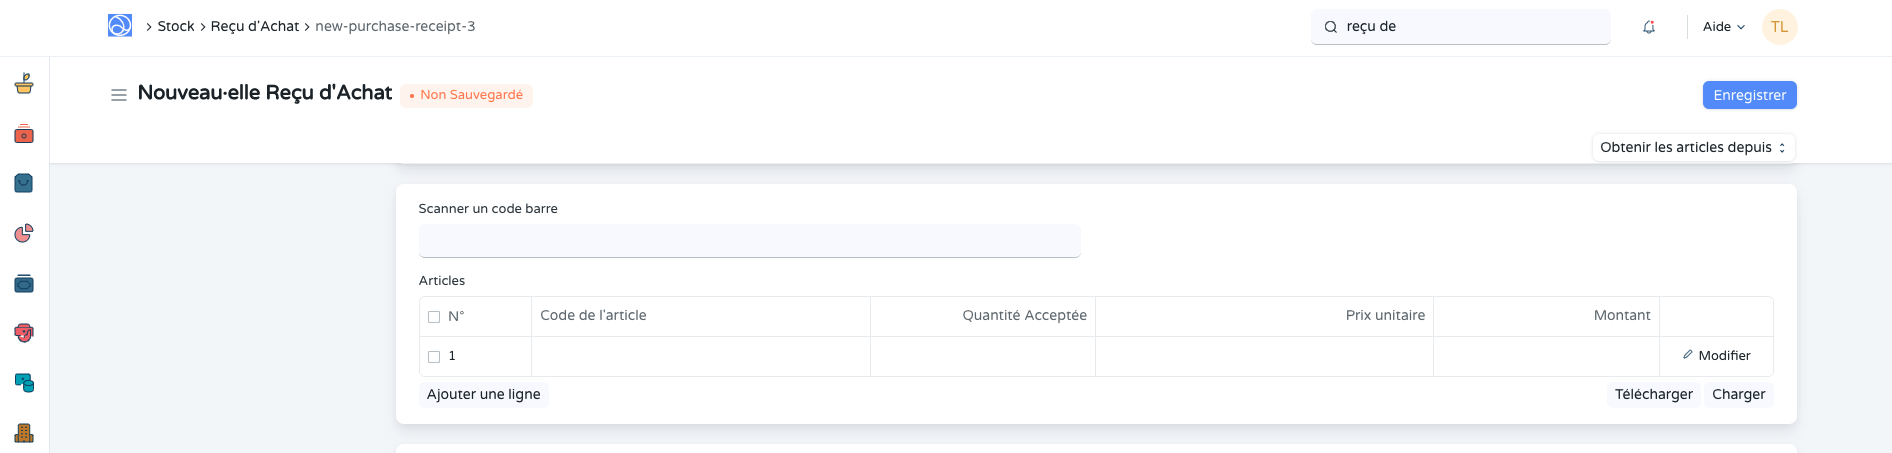 Stock Reçu d'Achat new-purchase-receipt-3
reçu de
Aide
TL
Nouveau·elle Reçu d'Achat
Non Sauvegardé
Enregistrer
Obtenir les articles depuis
Scanner un code barre
Articles
N° Code de l'article Quantité Acceptée Prix unitaire Montant
1 Modifier
Ajouter une ligne
Télécharger Charger